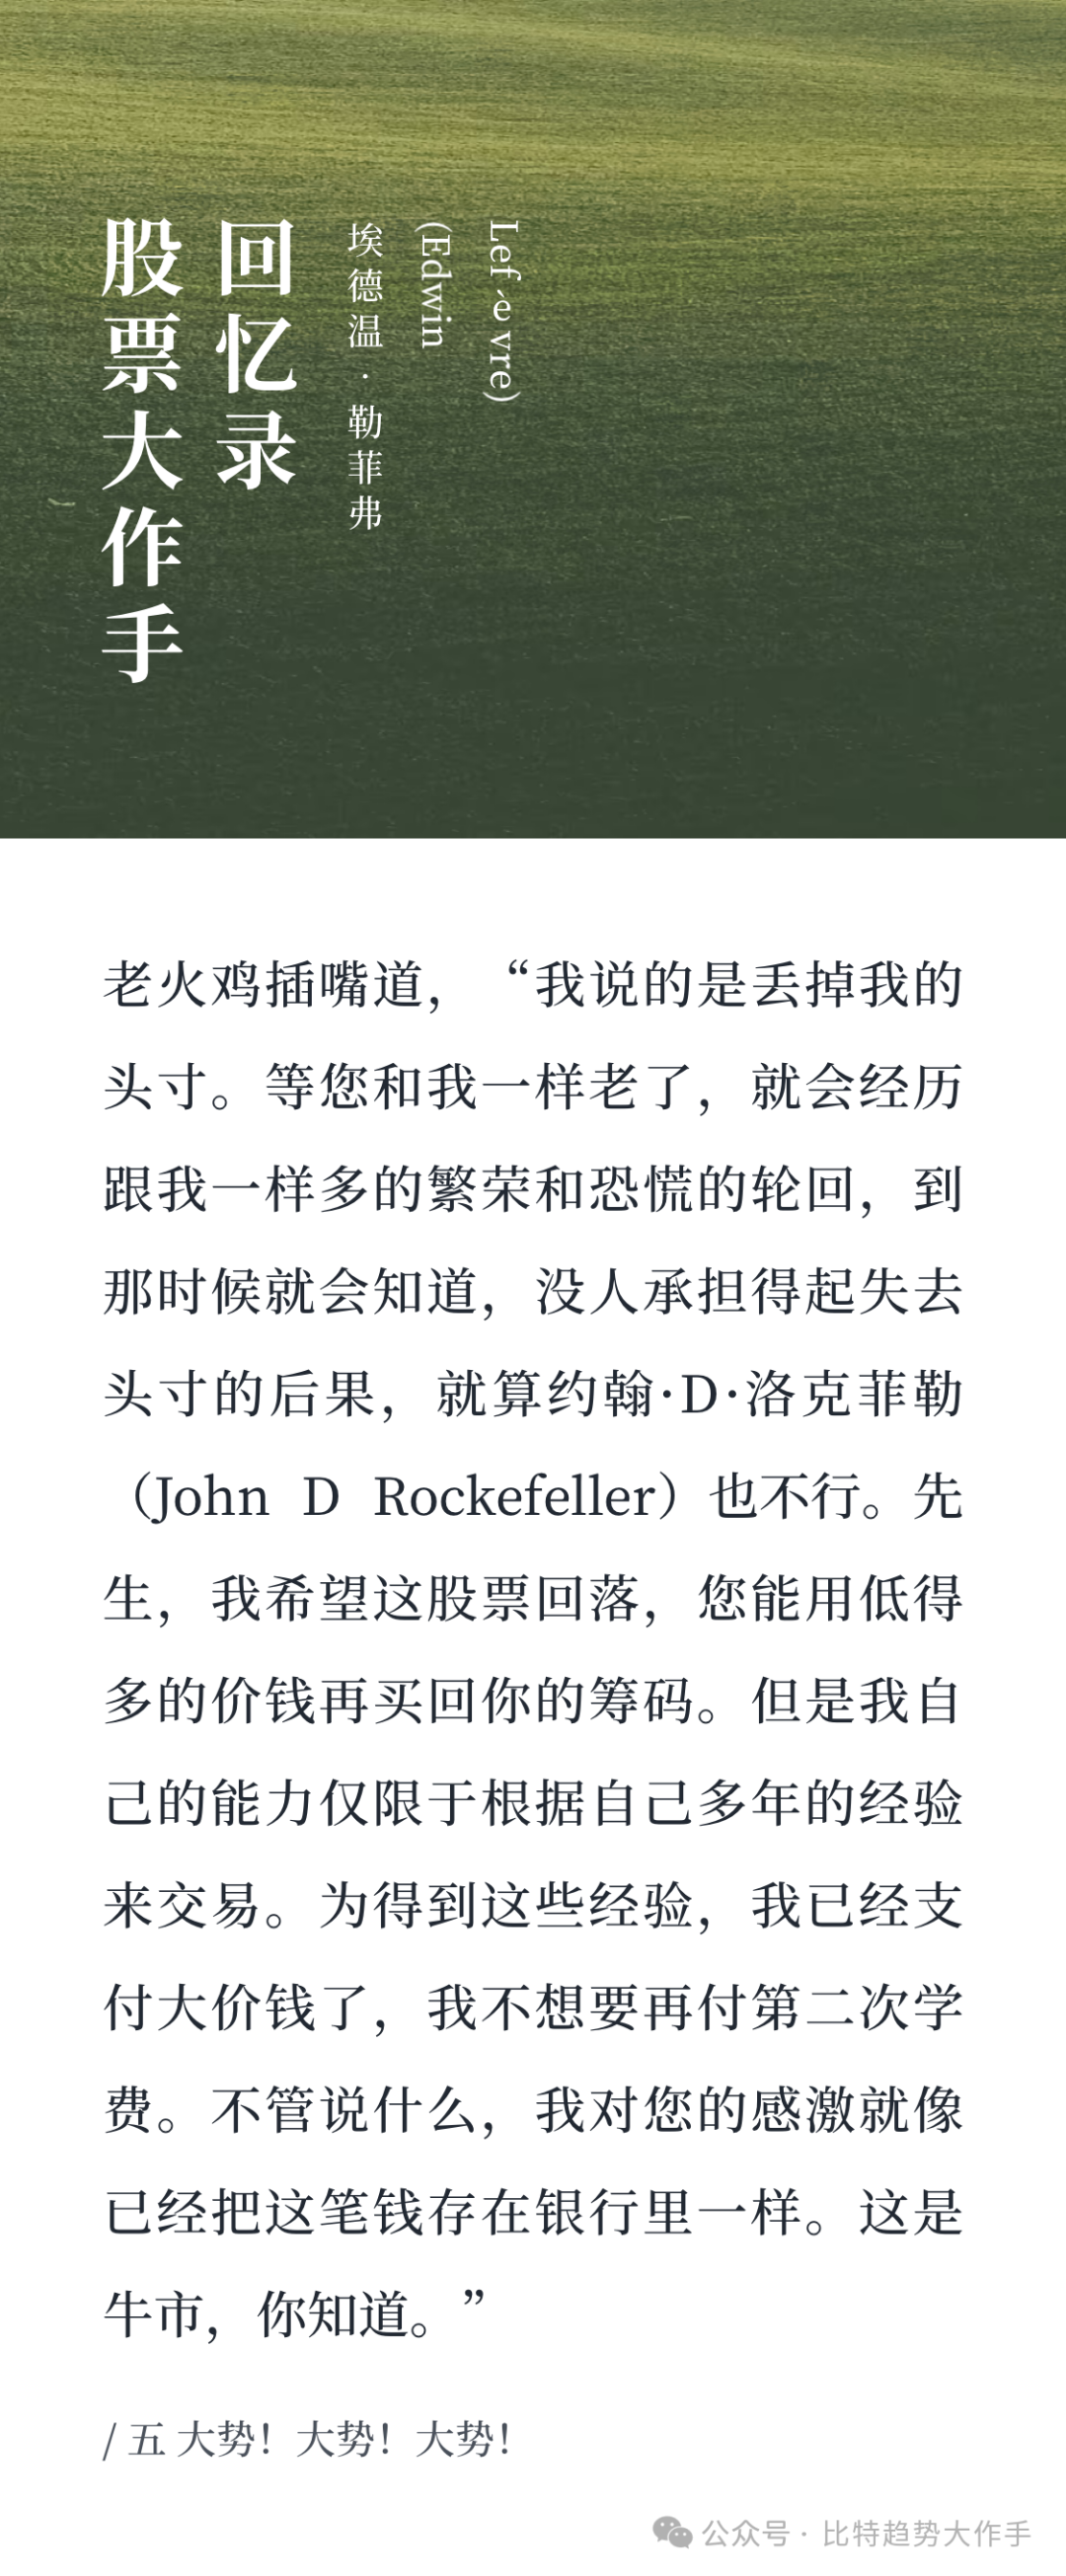 股票大作手
回忆录
埃德温·勒菲弗
(Edwin
Lefèvre)
老火鸡插嘴道，“我说的是丢掉我的
头寸。等您和我一样老了，就会经历
跟我一样多的繁荣和恐慌的轮回，到
那时候就会知道，没人承担得起失去
头寸的后果，就算约翰·D·洛克菲勒
（John D Rockefeller）也不行。先
生，我希望这股票回落，您能用低得
多的价钱再买回你的筹码。但是我自
己的能力仅限于根据自己多年的经验
来交易。为得到这些经验，我已经支
付大价钱了，我不想要再付第二次学
费。不管说什么，我对您的感激就像
已经把这笔钱存在银行里一样。这是
牛市，你知道。”
/ 五 大势！大势！大势！
公众号·比特趋势大作手